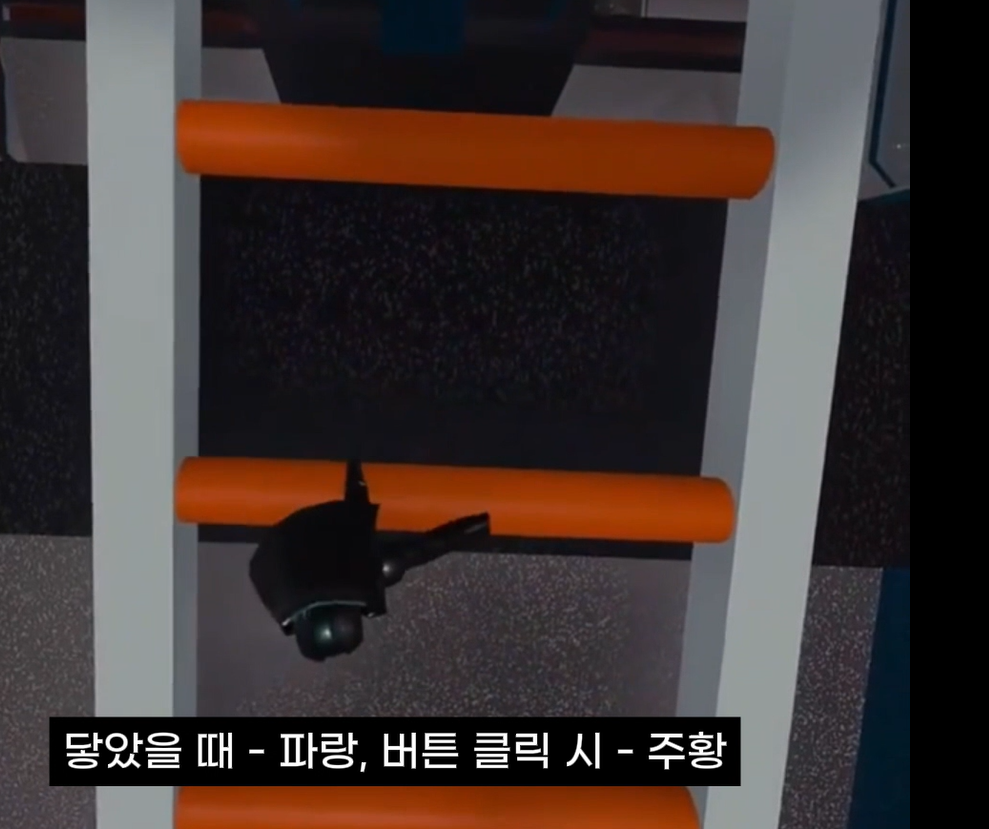 닿았을 때 - 파랑, 버튼 클릭 시 - 주황